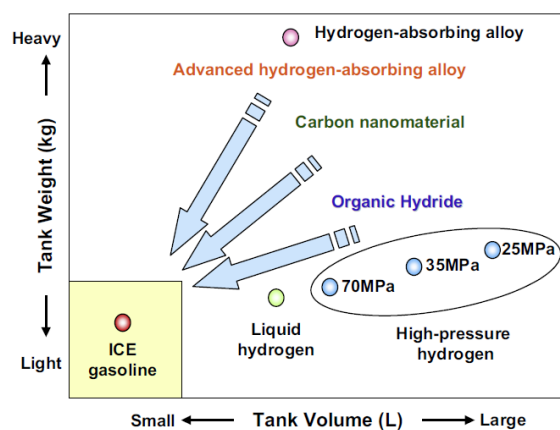 Heavy
Hydrogen-absorbing alloy
Advanced hydrogen-absorbing alloy
Carbon nanomaterial
Tank Weight (kg)
Organic Hydride
25MPa
35MPa
70MPa
Liquid
hydrogen
High-pressure
hydrogen
ICE
gasoline
Light
Small
Tank Volume (L)
Large